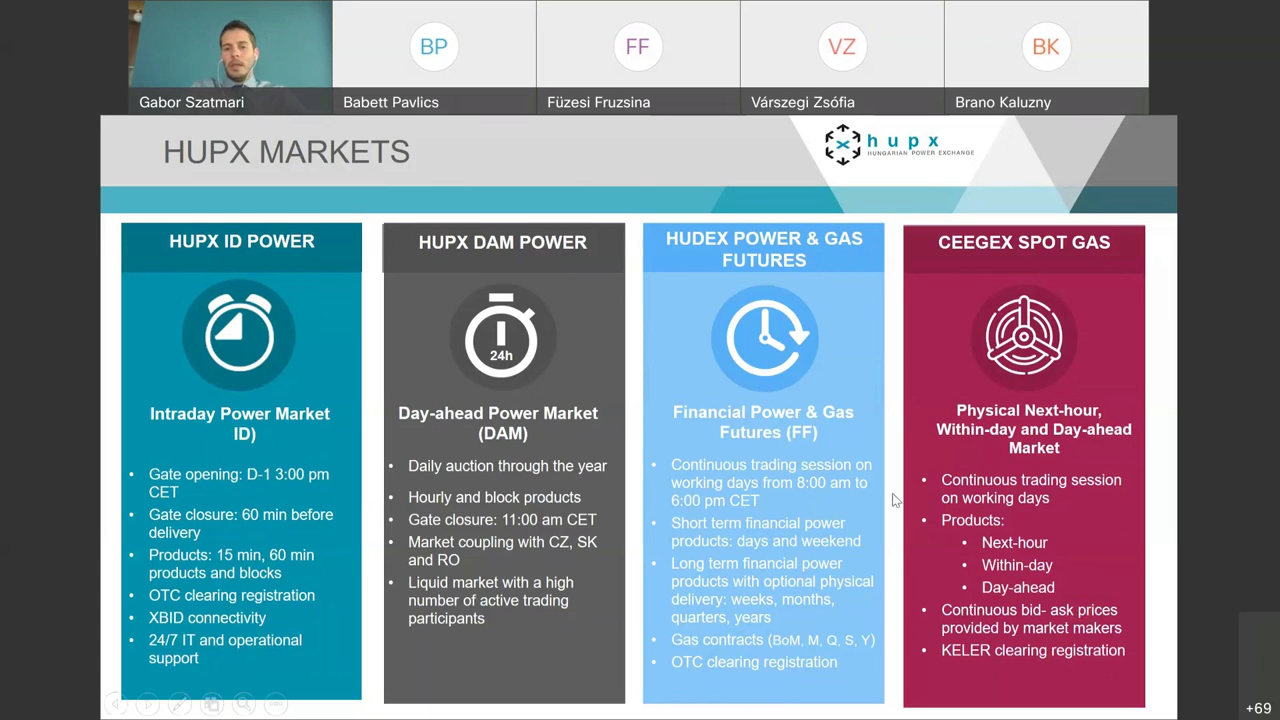 BP
FF
VZ
BK
Gabor Szatmari
Babett Pavlics
Füzesi Fruzsina
Várszegi Zsófia
Brano Kaluzny
HUPX MARKETS
hupx
HUNGARIAN POWER EXCHANGE
HUPX ID POWER
Intraday Power Market
ID)
• Gate opening: D-1 3:00 pm
CET
• Gate closure: 60 min before
delivery
• Products: 15 min, 60 min
products and blocks
• OTC clearing registration
• XBID connectivity
• 24/7 IT and operational
support
HUPX DAM POWER
24h
Day-ahead Power Market
(DAM)
• Daily auction through the year
• Hourly and block products
• Gate closure: 11:00 am CET
• Market coupling with CZ, SK
and RO
• Liquid market with a high
number of active trading
participants
HUDEX POWER & GAS
FUTURES
Financial Power & Gas
Futures (FF)
• Continuous trading session on
working days from 8:00 am to
6:00 pm CET
• Short term financial power
products: days and weekend
• Long term financial power
products with optional physical
delivery: weeks, months,
quarters, years
• Gas contracts (BoM, M, Q, S, Y)
• OTC clearing registration
CEEGEX SPOT GAS
Physical Next-hour,
Within-day and Day-ahead
Market
• Continuous trading session
on working days
• Products:
• Next-hour
• Within-day
• Day-ahead
• Continuous bid- ask prices
provided by market makers
• KELER clearing registration
+69